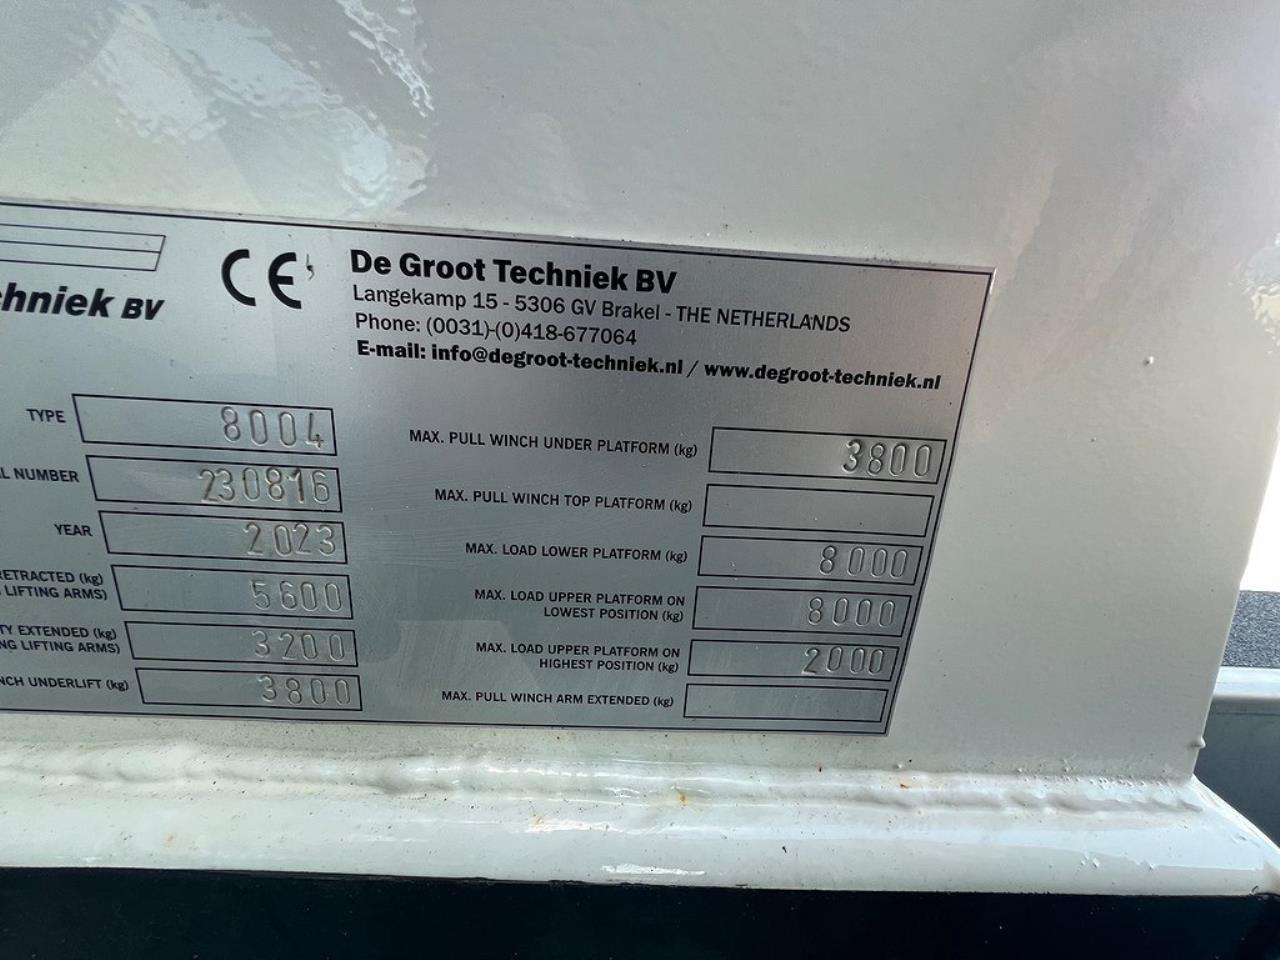 hniek BV
CE
De Groot Techniek BV
Langekamp 15 - 5306 GV Brakel - THE NETHERLANDS
Phone: (0031)-(0)418-677064
E-mail: info@degroot-techniek.nl / www.degroot-techniek.nl
TYPE 8004
L NUMBER 230816
YEAR 2023
RETRACTED (kg)
LIFTING ARMS) 5600
TY EXTENDED (kg)
NG LIFTING ARMS) 3200
NCH UNDERLIFT (kg) 3800
MAX. PULL WINCH UNDER PLATFORM (kg) 3800
MAX. PULL WINCH TOP PLATFORM (kg)
MAX. LOAD LOWER PLATFORM (kg) 8000
MAX. LOAD UPPER PLATFORM ON
LOWEST POSITION (kg) 8000
MAX. LOAD UPPER PLATFORM ON
HIGHEST POSITION (kg) 2000
MAX. PULL WINCH ARM EXTENDED (kg)